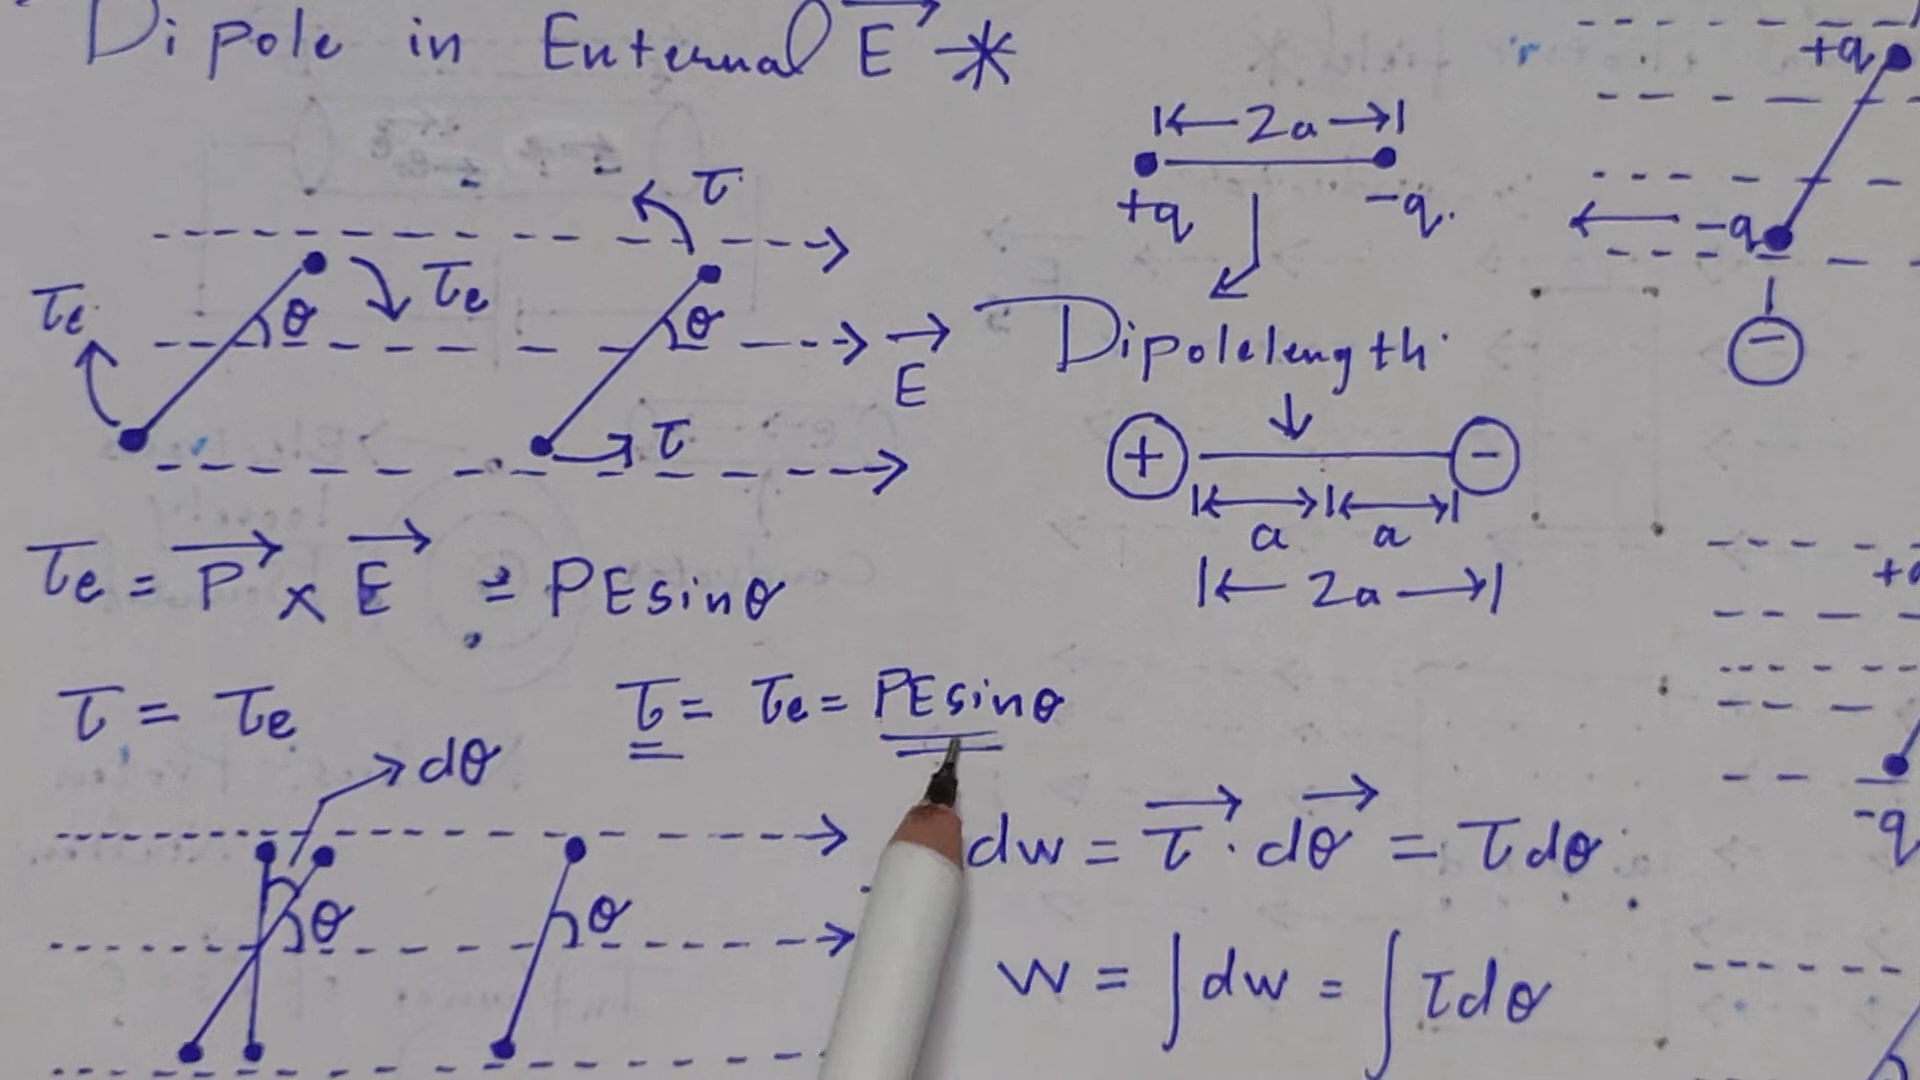 Dipole in External E *
2a
+q
-q
+q
-q
τ
τe
τe
θ
θ
E
τ
Dipolelength
+
-
-
a
a
2a
τe = P x E = PEsinθ
τ = τe
τ = τe = PEsinθ
dθ
+q
-q
dw = τ . dθ = τdθ
θ
θ
W = ∫dw = ∫τdθ